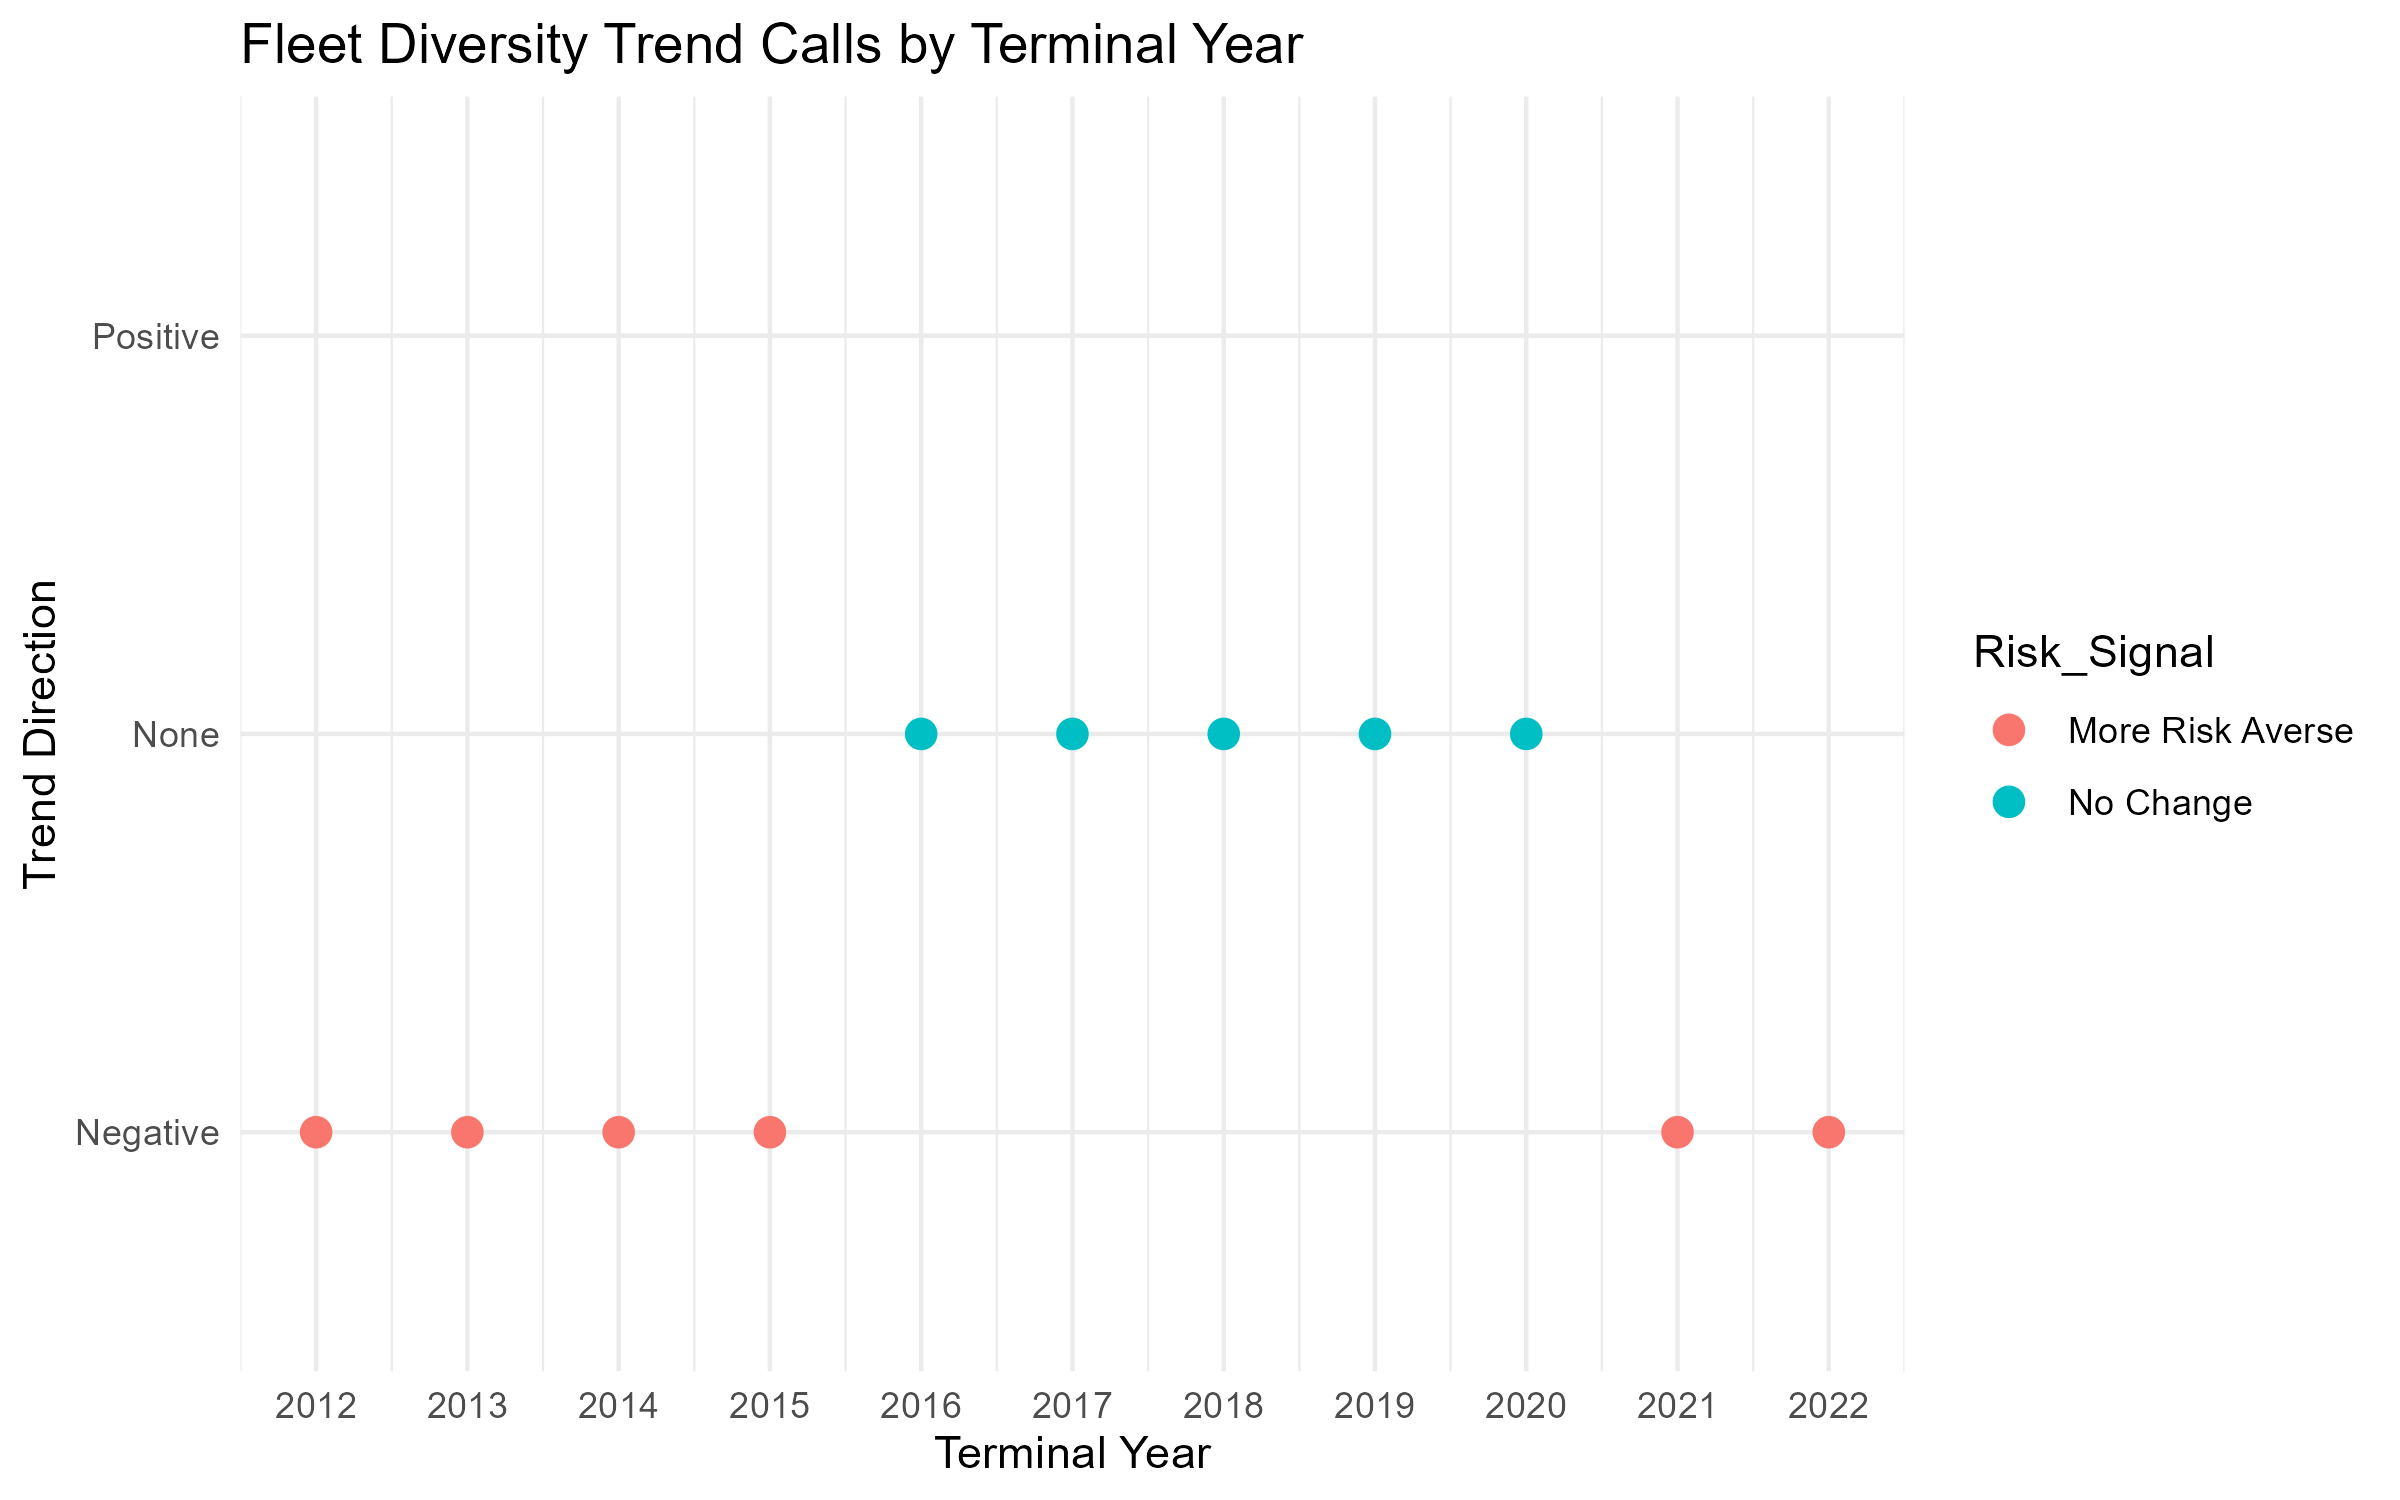 Fleet Diversity Trend Calls by Terminal Year
Trend Direction
Positive
None
Negative
2012 2013 2014 2015 2016 2017 2018 2019 2020 2021 2022
Terminal Year
Risk_Signal
More Risk Averse
No Change